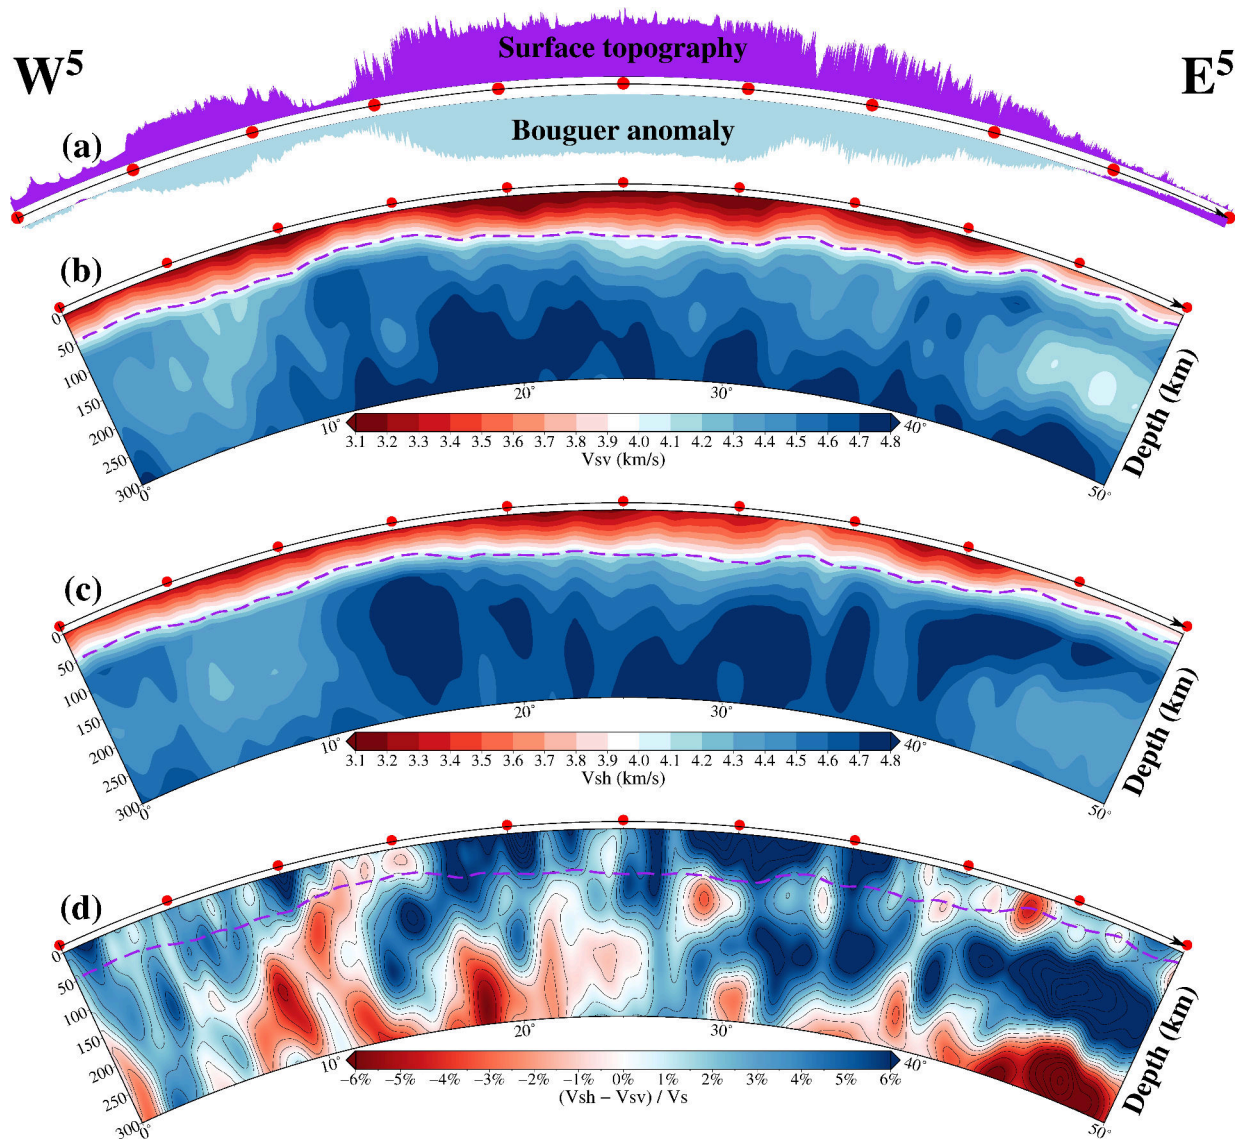 W⁵
Surface topography
E⁵
(a)
Bouguer anomaly
(b)
0
50
100
150
200
250
300
0°
10°
20°
30°
40°
50°
3.1 3.2 3.3 3.4 3.5 3.6 3.7 3.8 3.9 4.0 4.1 4.2 4.3 4.4 4.5 4.6 4.7 4.8
Vsv (km/s)
Depth (km)
(c)
0
50
100
150
200
250
300
0°
10°
20°
30°
40°
50°
3.1 3.2 3.3 3.4 3.5 3.6 3.7 3.8 3.9 4.0 4.1 4.2 4.3 4.4 4.5 4.6 4.7 4.8
Vsh (km/s)
Depth (km)
(d)
0
50
100
150
200
250
300
0°
10°
20°
30°
40°
50°
−6% −5% −4% −3% −2% −1% 0% 1% 2% 3% 4% 5% 6%
(Vsh − Vsv) / Vs
Depth (km)